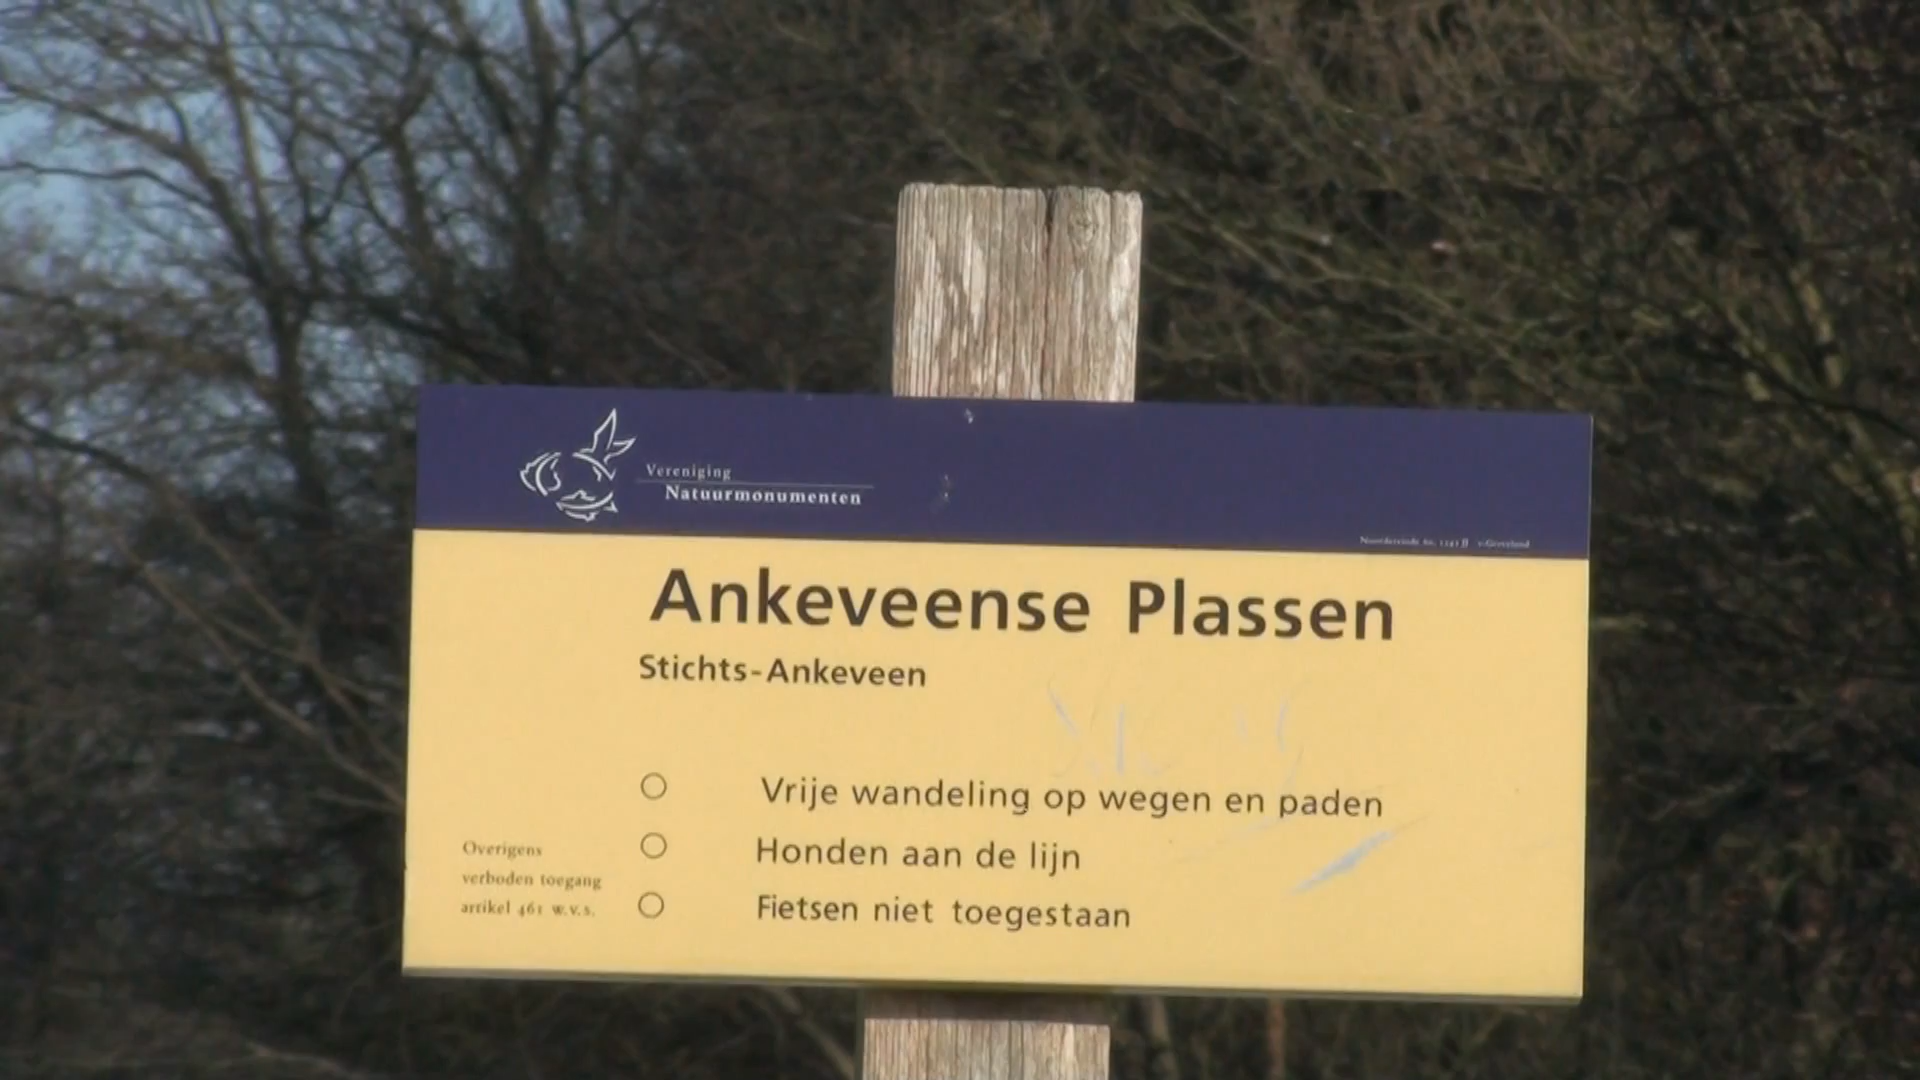 Vereniging
Natuurmonumenten
Ankeveense Plassen
Stichts-Ankeveen
Vrije wandeling op wegen en paden
Honden aan de lijn
Fietsen niet toegestaan
Overigens
verboden toegang
artikel 461 w.v.s.